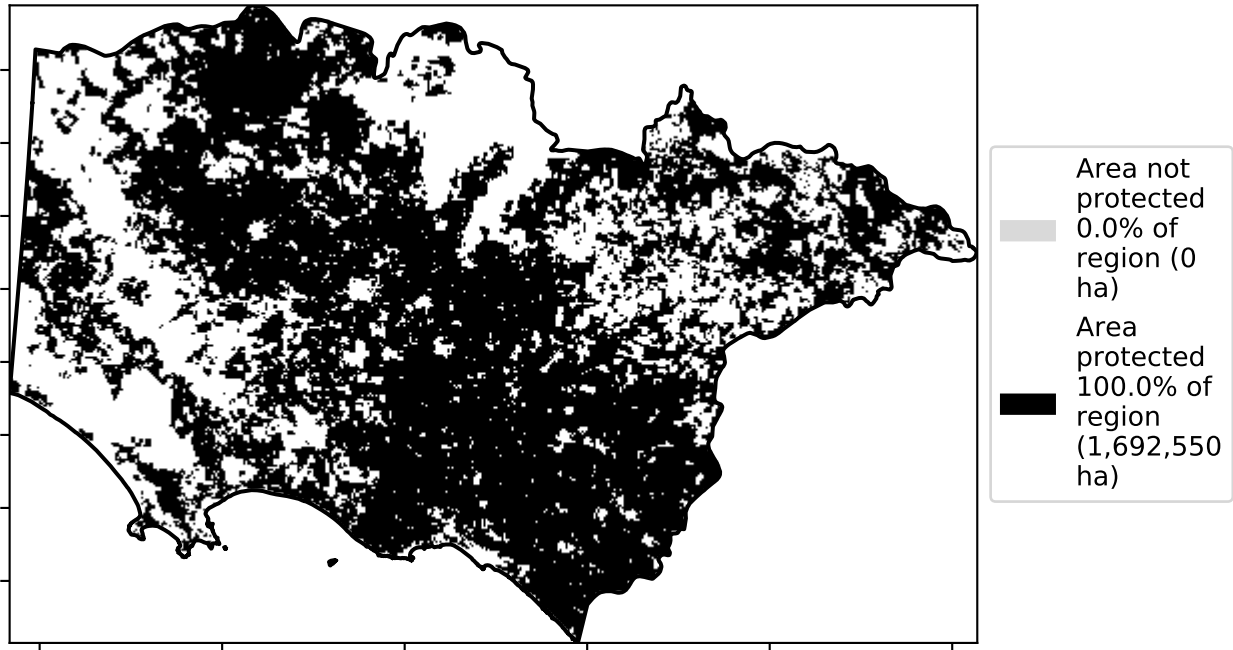 Area not
protected
0.0% of
region (0
ha)
Area
protected
100.0% of
region
(1,692,550
ha)